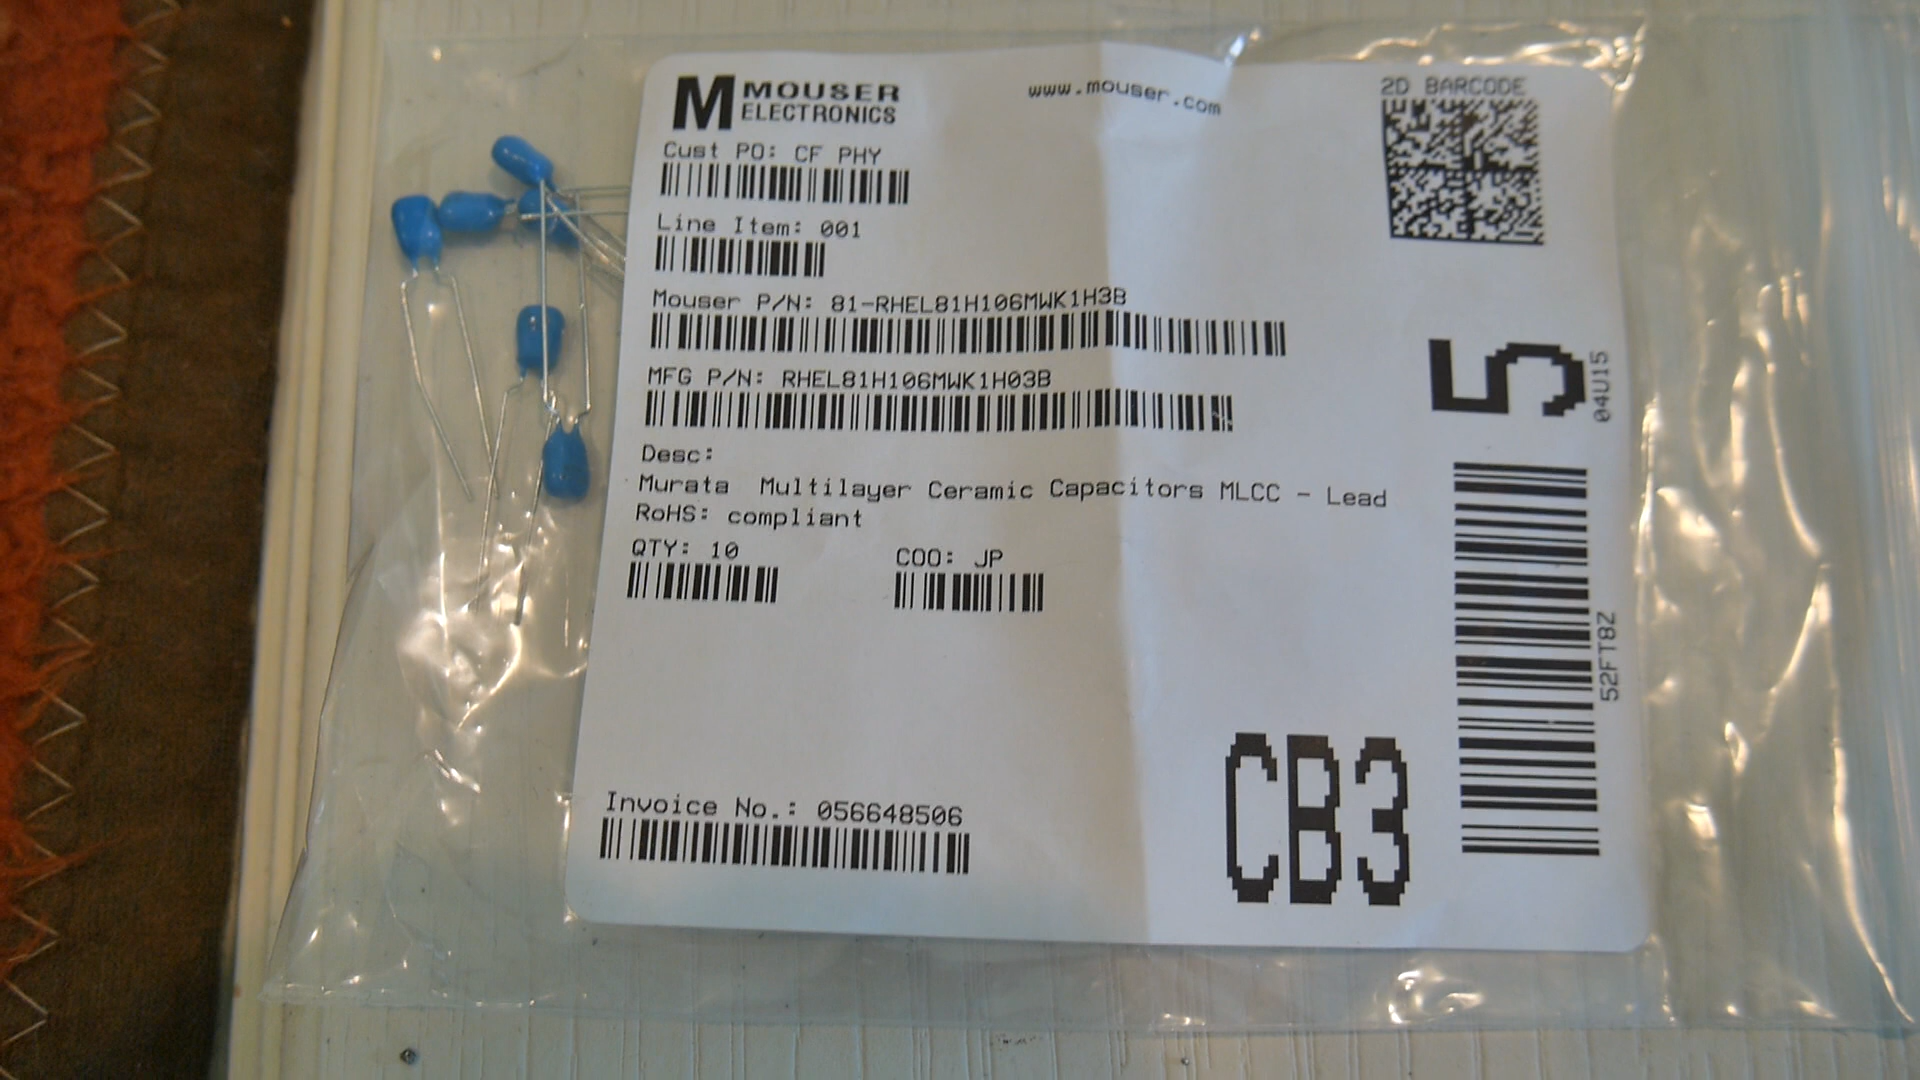 M MOUSER
ELECTRONICS
www.mouser.com
2D BARCODE
Cust PO: CF PHY
Line Item: 001
Mouser P/N: 81-RHEL81H106MWK1H3B
MFG P/N: RHEL81H106MWK1H03B
Desc:
Murata Multilayer Ceramic Capacitors MLCC - Lead
RoHS: compliant
QTY: 10
COO: JP
5
04U15
52FT8Z
CB3
Invoice No.: 056648506